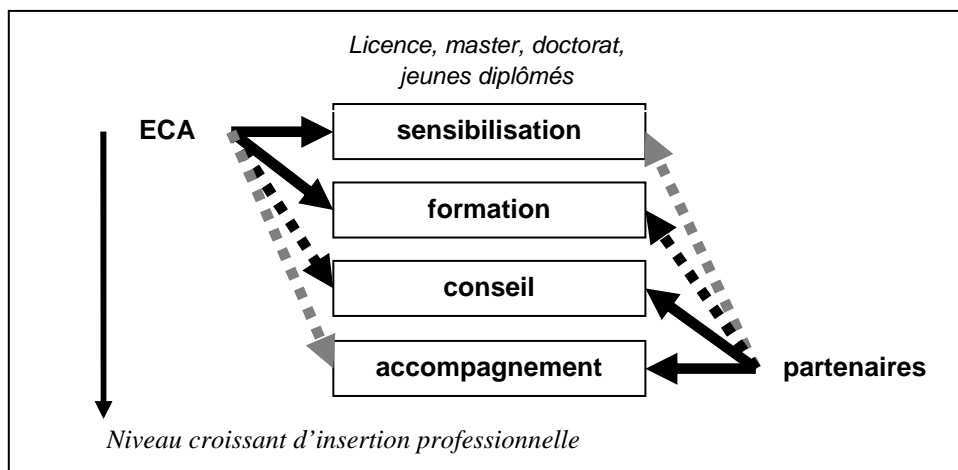 Licence, master, doctorat,
jeunes diplômés
ECA
sensibilisation
formation
conseil
accompagnement
partenaires
Niveau croissant d’insertion professionnelle